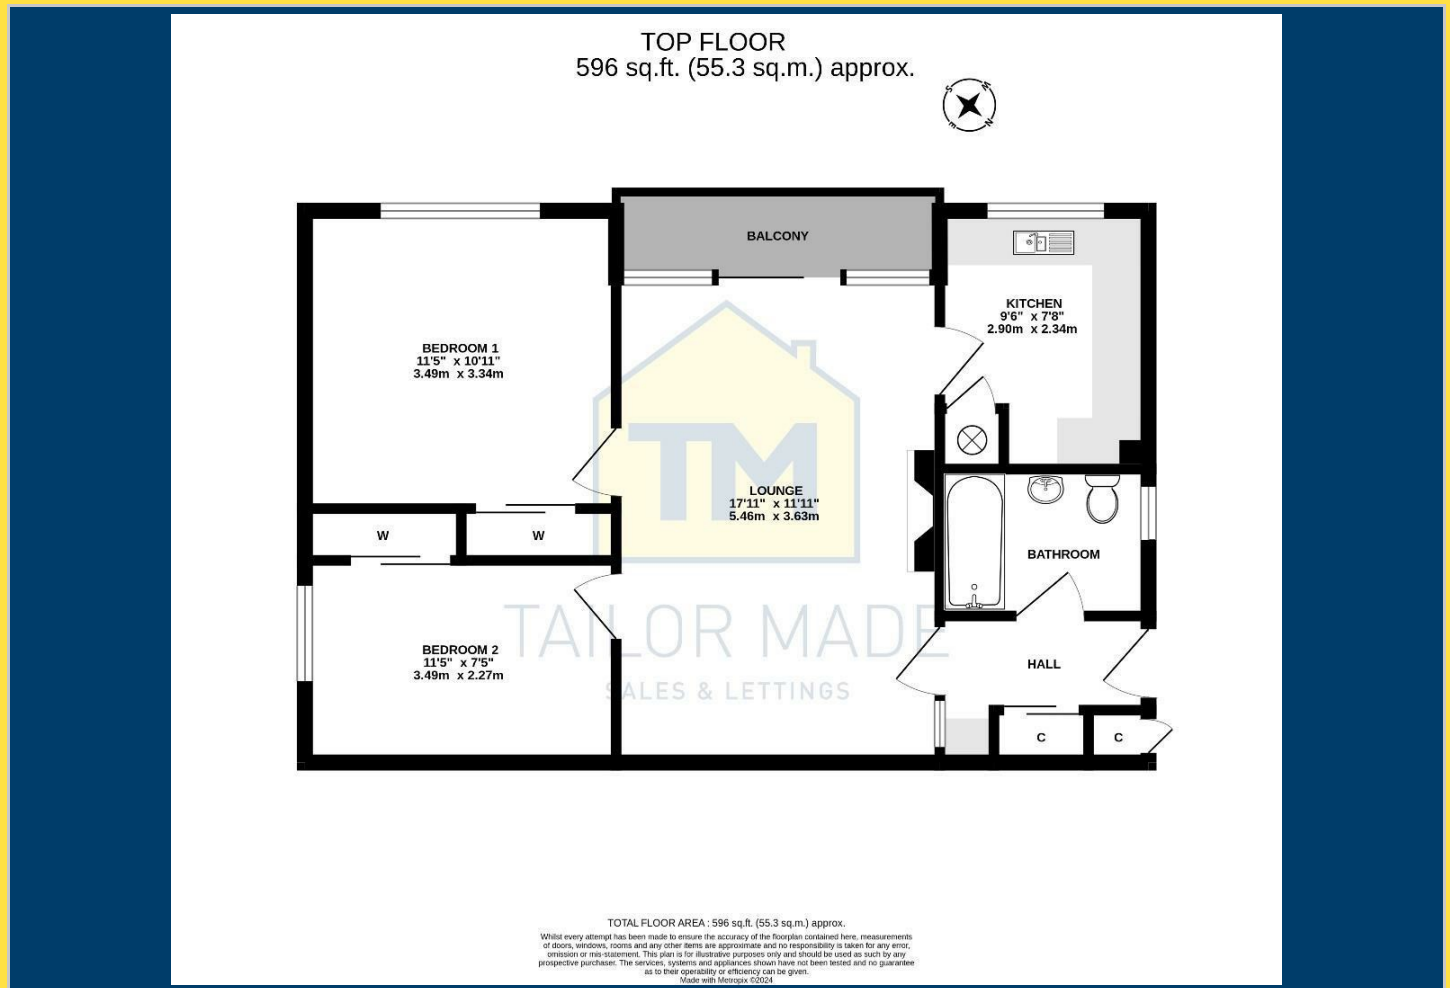 TOP FLOOR
596 sq.ft. (55.3 sq.m.) approx.
S
W
E
N
BALCONY
KITCHEN
9'6" x 7'8"
2.90m x 2.34m
BEDROOM 1
11'5" x 10'11"
3.49m x 3.34m
TM
LOUNGE
17'11" x 11'11"
5.46m x 3.63m
W
W
BATHROOM
TAILOR MADE
SALES & LETTINGS
BEDROOM 2
11'5" x 7'5"
3.49m x 2.27m
HALL
C
C
TOTAL FLOOR AREA : 596 sq.ft. (55.3 sq.m.) approx.
Whilst every attempt has been made to ensure the accuracy of the floorplan contained here, measurements
of doors, windows, rooms and any other items are approximate and no responsibility is taken for any error,
omission or mis-statement. This plan is for illustrative purposes only and should be used as such by any
prospective purchaser. The services, systems and appliances shown have not been tested and no guarantee
as to their operability or efficiency can be given.
Made with Metropix ©2024